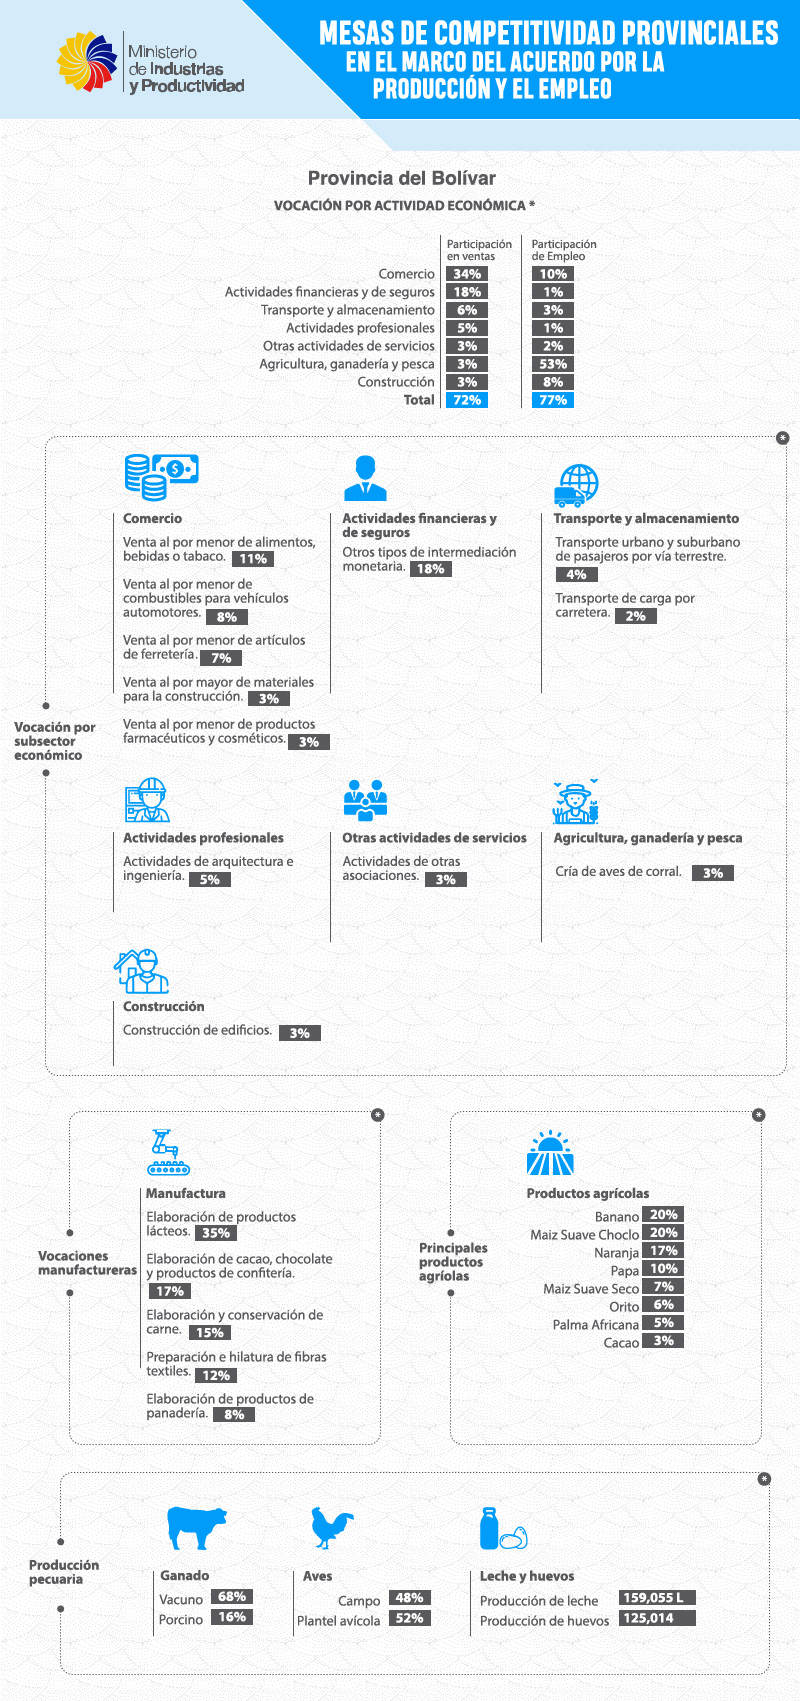 Ministerio
de Industrias
y Productividad
MESAS DE COMPETITIVIDAD PROVINCIALES
EN EL MARCO DEL ACUERDO POR LA
PRODUCCIÓN Y EL EMPLEO
Provincia del Bolívar
VOCACIÓN POR ACTIVIDAD ECONÓMICA *
Participación en ventas
Participación de Empleo
Comercio 34% 10%
Actividades financieras y de seguros 18% 1%
Transporte y almacenamiento 6% 3%
Actividades profesionales 5% 1%
Otras actividades de servicios 3% 2%
Agricultura, ganadería y pesca 3% 53%
Construcción 3% 8%
Total 72% 77%
*
Vocación por
subsector
económico
Comercio
Venta al por menor de alimentos,
bebidas o tabaco. 11%
Venta al por menor de
combustibles para vehículos
automotores. 8%
Venta al por menor de artículos
de ferretería. 7%
Venta al por mayor de materiales
para la construcción. 3%
Venta al por menor de productos
farmacéuticos y cosméticos. 3%
Actividades financieras y
de seguros
Otros tipos de intermediación
monetaria. 18%
Transporte y almacenamiento
Transporte urbano y suburbano
de pasajeros por vía terrestre.
4%
Transporte de carga por
carretera. 2%
Actividades profesionales
Actividades de arquitectura e
ingeniería. 5%
Otras actividades de servicios
Actividades de otras
asociaciones. 3%
Agricultura, ganadería y pesca
Cría de aves de corral. 3%
Construcción
Construcción de edificios. 3%
*
Vocaciones
manufactureras
Manufactura
Elaboración de productos
lácteos. 35%
Elaboración de cacao, chocolate
y productos de confitería.
17%
Elaboración y conservación de
carne. 15%
Preparación e hilatura de fibras
textiles. 12%
Elaboración de productos de
panadería. 8%
*
Principales
productos
agríolas
Productos agrícolas
Banano 20%
Maiz Suave Choclo 20%
Naranja 17%
Papa 10%
Maiz Suave Seco 7%
Orito 6%
Palma Africana 5%
Cacao 3%
*
Producción
pecuaria
Ganado
Vacuno 68%
Porcino 16%
Aves
Campo 48%
Plantel avícola 52%
Leche y huevos
Producción de leche 159,055 L
Producción de huevos 125,014